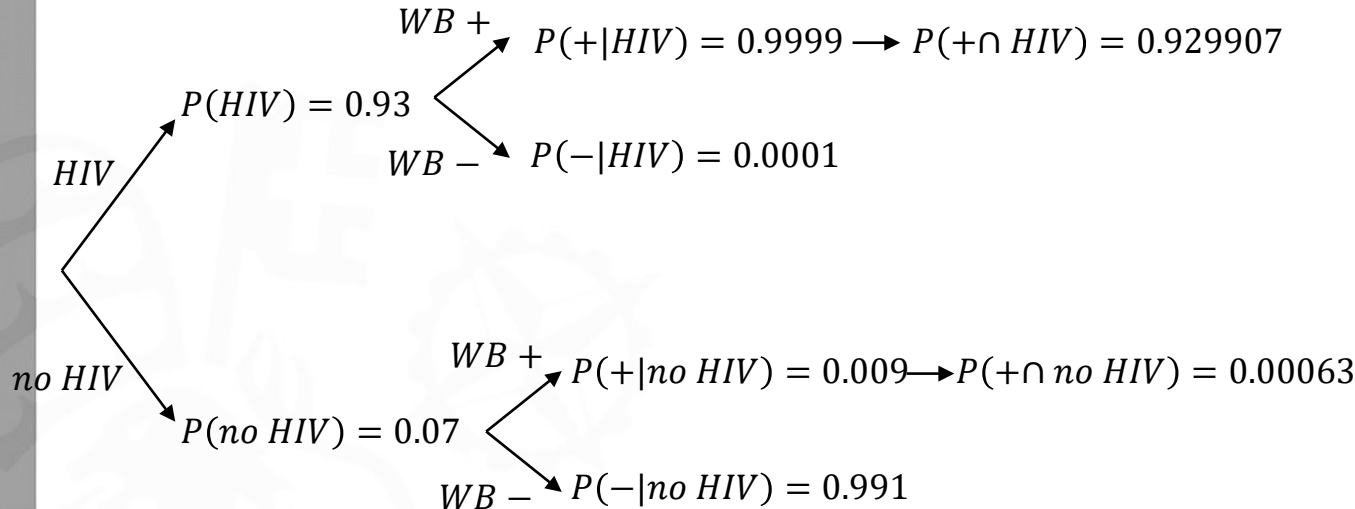 WB +
P(+|HIV) = 0.9999 → P(+∩ HIV) = 0.929907
P(HIV) = 0.93
WB −
P(−|HIV) = 0.0001
HIV
no HIV
WB +
P(+|no HIV) = 0.009→P(+∩ no HIV) = 0.00063
P(no HIV) = 0.07
WB −
P(−|no HIV) = 0.991